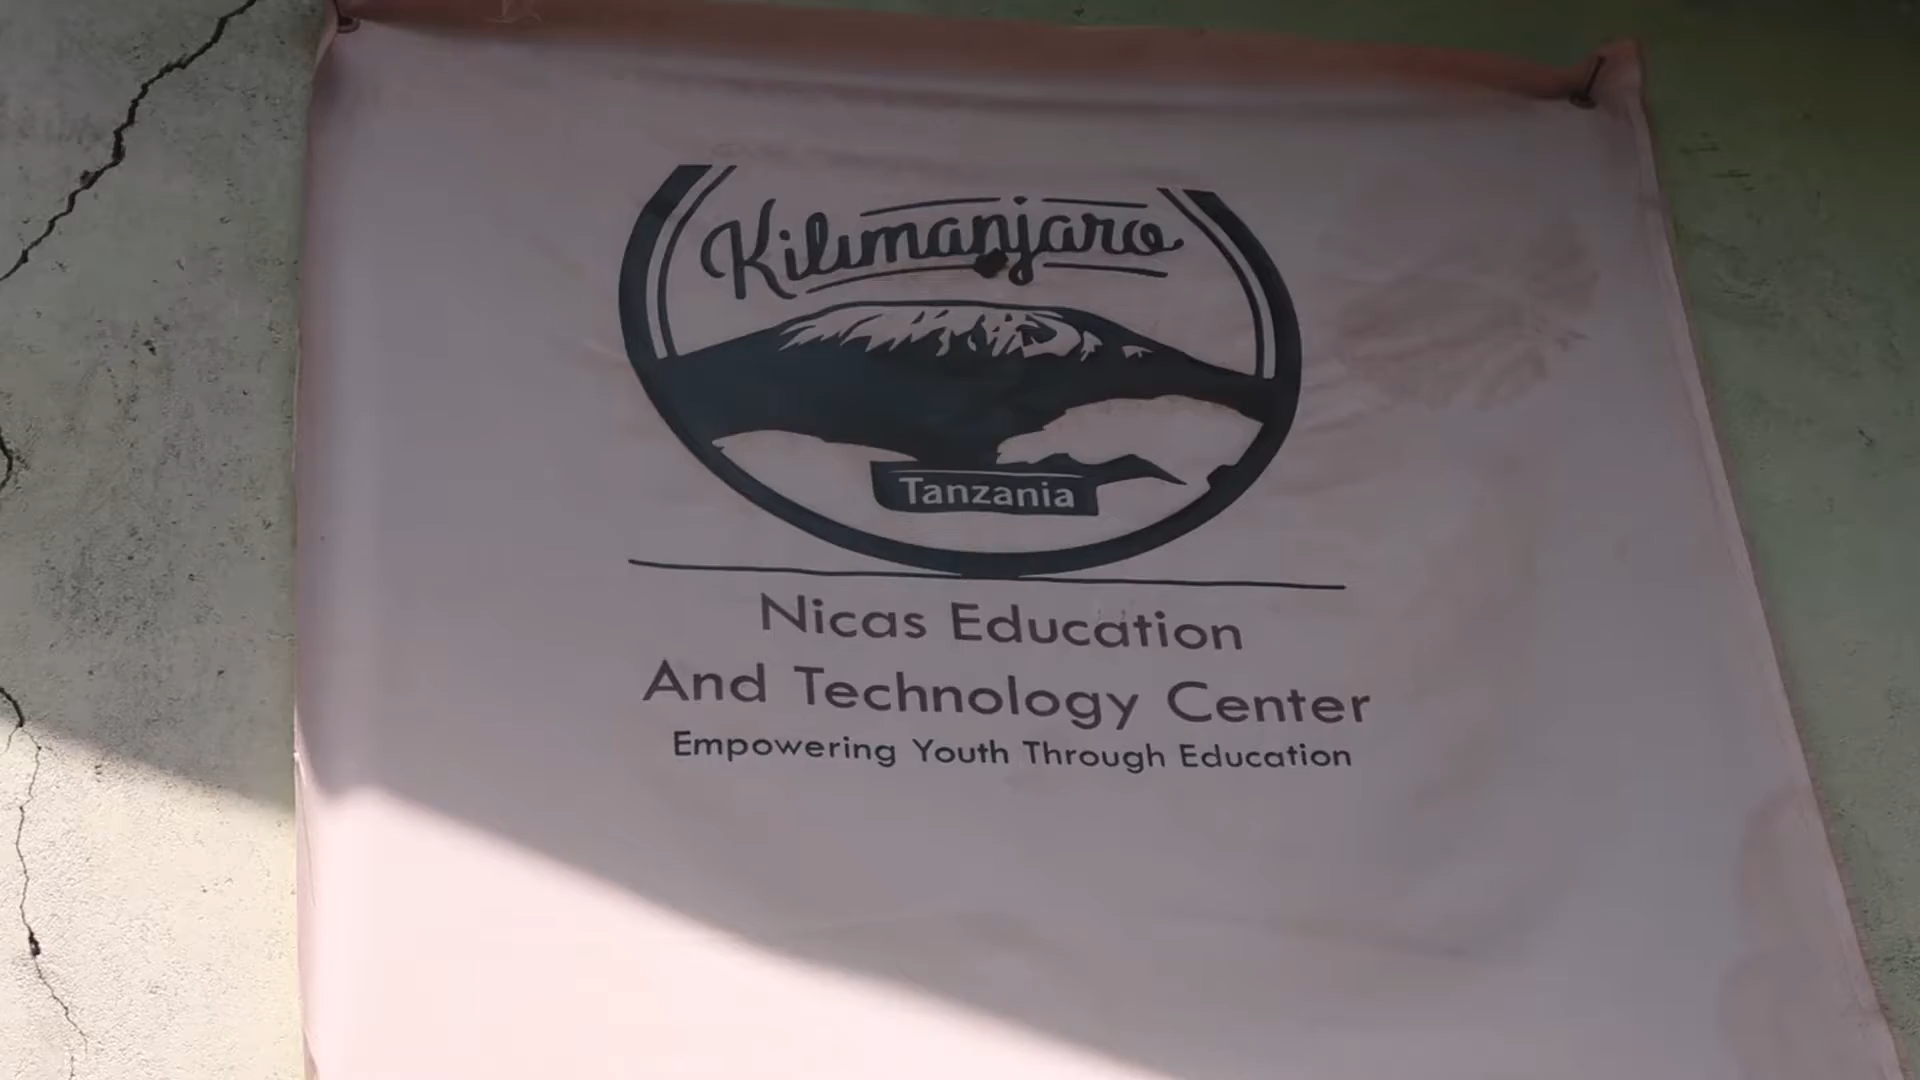 Kilimanjaro
Tanzania
Nicas Education
And Technology Center
Empowering Youth Through Education